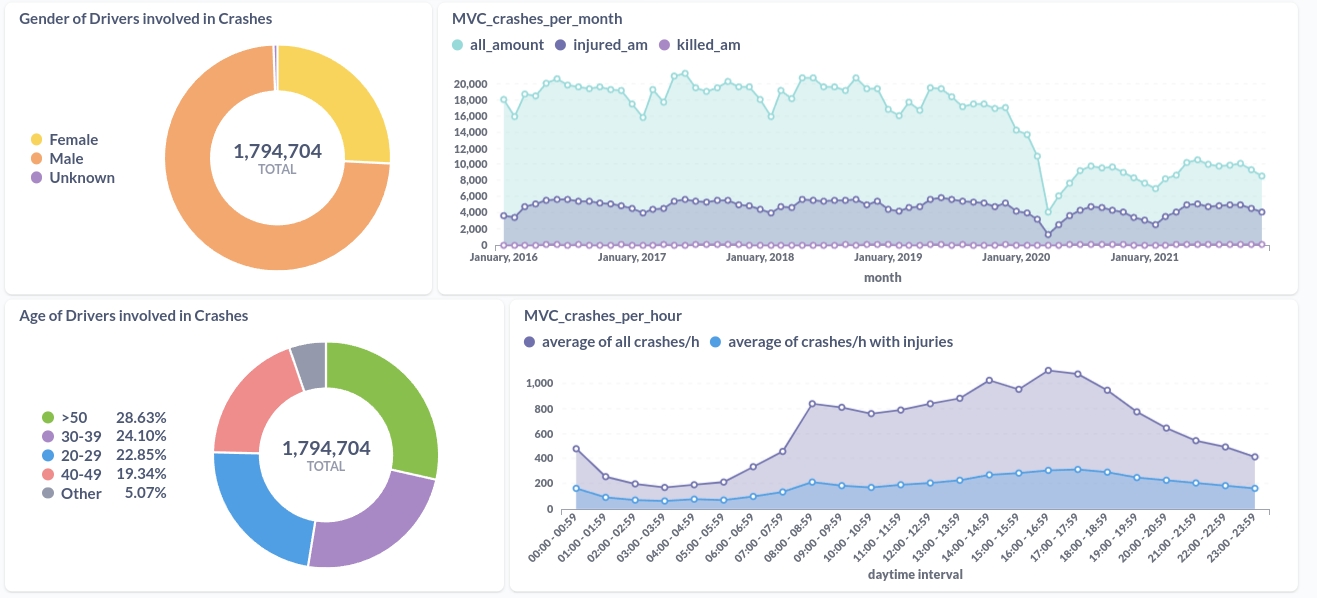 Gender of Drivers involved in Crashes
Female
Male
Unknown
1,794,704
TOTAL
MVC_crashes_per_month
all_amount injured_am killed_am
20,000
18,000
16,000
14,000
12,000
10,000
8,000
6,000
4,000
2,000
0
January, 2016 January, 2017 January, 2018 January, 2019 January, 2020 January, 2021
month
Age of Drivers involved in Crashes
>50 28.63%
30-39 24.10%
20-29 22.85%
40-49 19.34%
Other 5.07%
1,794,704
TOTAL
MVC_crashes_per_hour
average of all crashes/h average of crashes/h with injuries
1,000
800
600
400
200
0
00:00 - 00:59
01:00 - 01:59
02:00 - 02:59
03:00 - 03:59
04:00 - 04:59
05:00 - 05:59
06:00 - 06:59
07:00 - 07:59
08:00 - 08:59
09:00 - 09:59
10:00 - 10:59
11:00 - 11:59
12:00 - 12:59
13:00 - 13:59
14:00 - 14:59
15:00 - 15:59
16:00 - 16:59
17:00 - 17:59
18:00 - 18:59
19:00 - 19:59
20:00 - 20:59
21:00 - 21:59
22:00 - 22:59
23:00 - 23:59
daytime interval